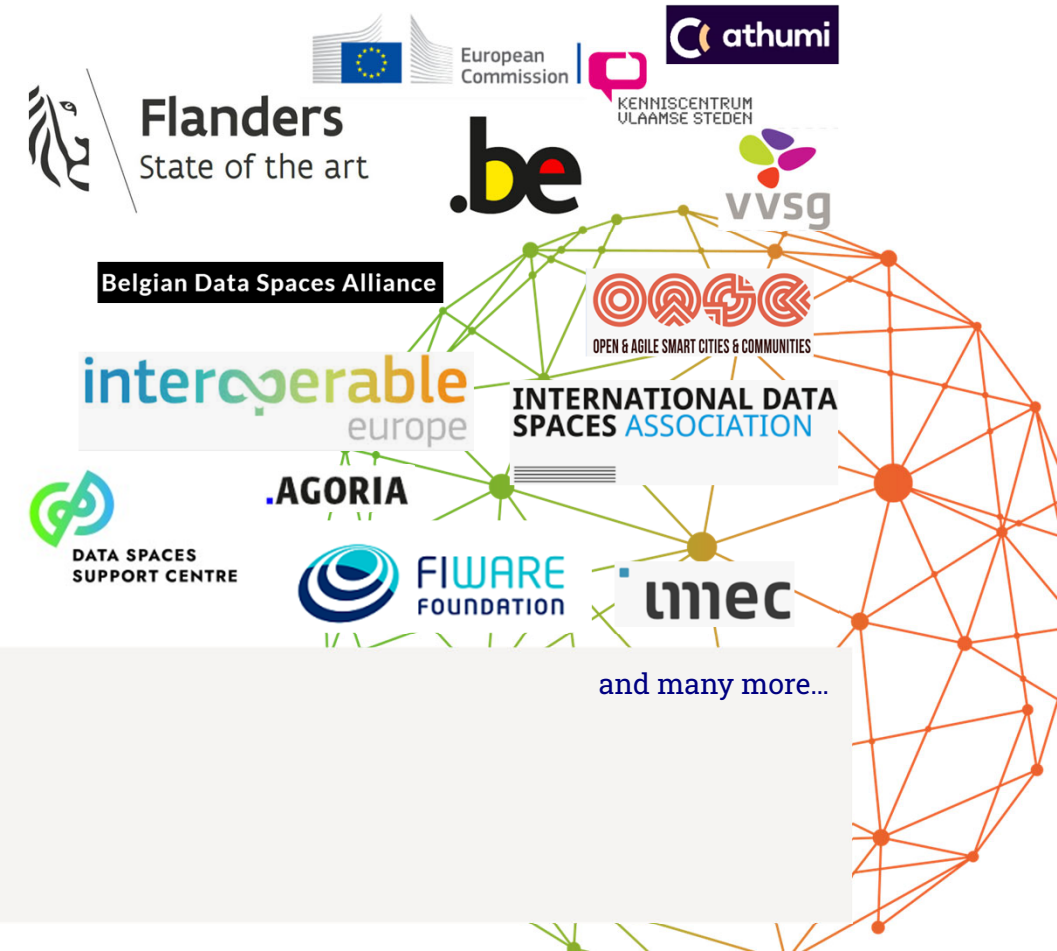 athumi
European
Commission
KENNISCENTRUM
VLAAMSE STEDEN
Flanders
State of the art
.be
vvsg
Belgian Data Spaces Alliance
OASC
OPEN & AGILE SMART CITIES & COMMUNITIES
interoperable
europe
INTERNATIONAL DATA
SPACES ASSOCIATION
.AGORIA
DATA SPACES
SUPPORT CENTRE
FIWARE
FOUNDATION
imec
and many more...